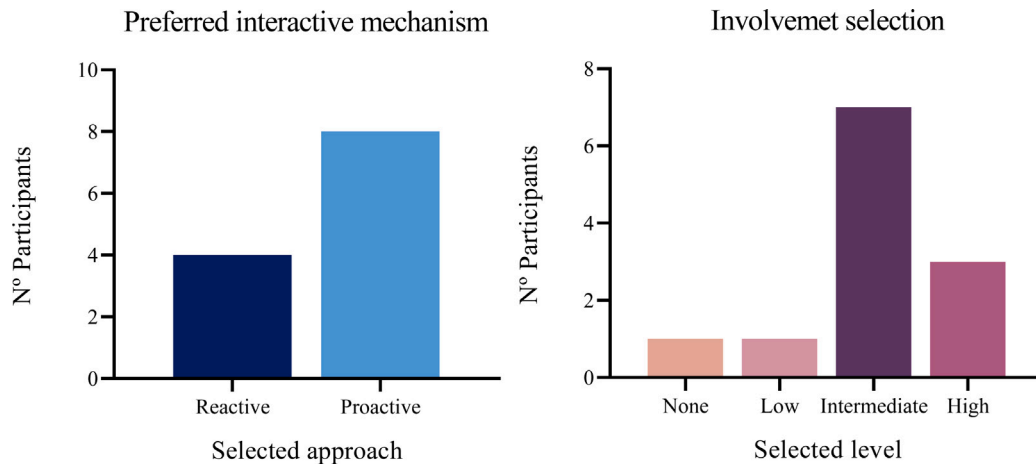 Preferred interactive mechanism
Nº Participants
10
8
6
4
2
0
Reactive
Proactive
Selected approach
Involvemet selection
Nº Participants
8
6
4
2
0
None
Low
Intermediate
High
Selected level